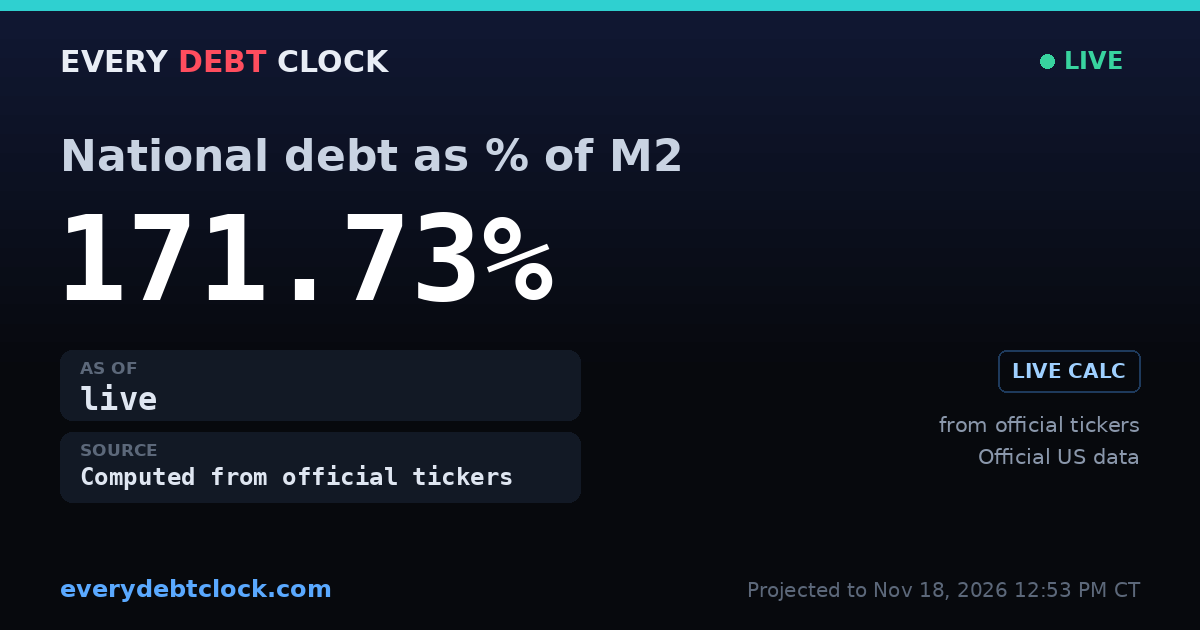 EVERY DEBT CLOCK
LIVE
National debt as % of M2
171.73%
AS OF
live
SOURCE
Computed from official tickers
LIVE CALC
from official tickers
Official US data
everydebtclock.com
Projected to Nov 18, 2026 12:53 PM CT